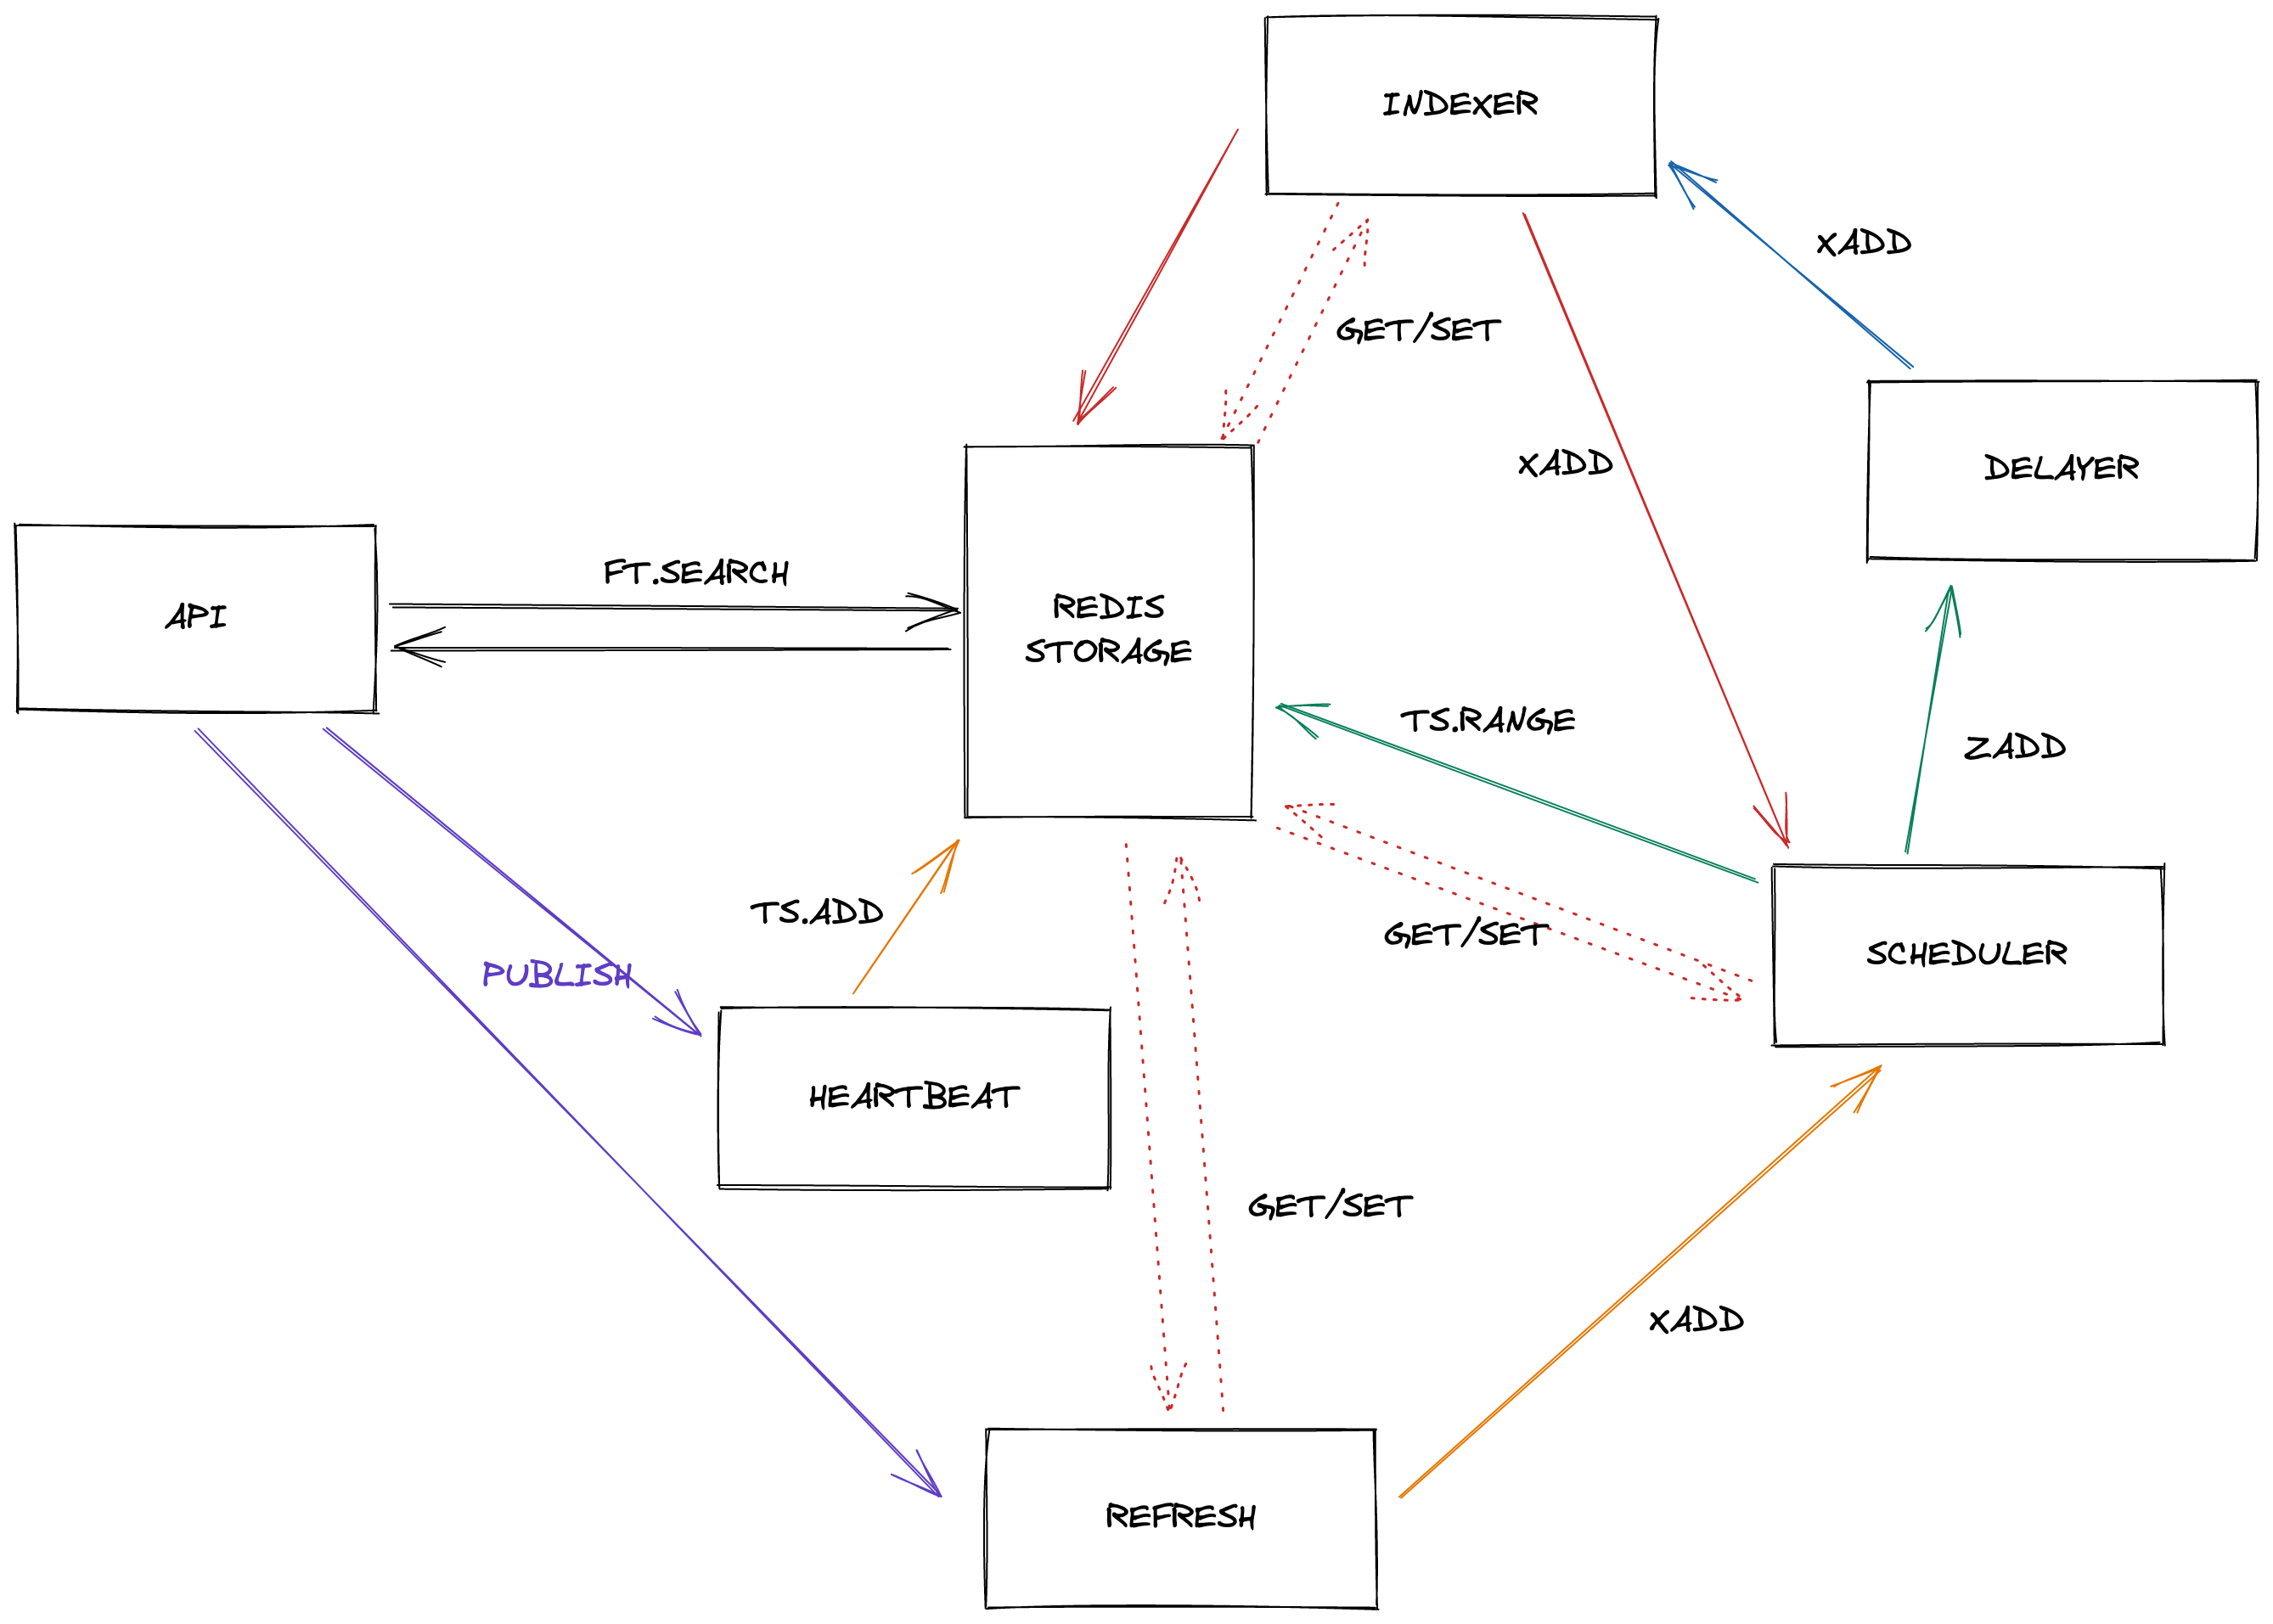 INDEXER
XADD
GET/SET
XADD
DELAYER
FT.SEARCH
API
REDIS
STORAGE
TS.RANGE
ZADD
TS.ADD
GET/SET
SCHEDULER
PUBLISH
HEARTBEAT
GET/SET
XADD
REFRESH